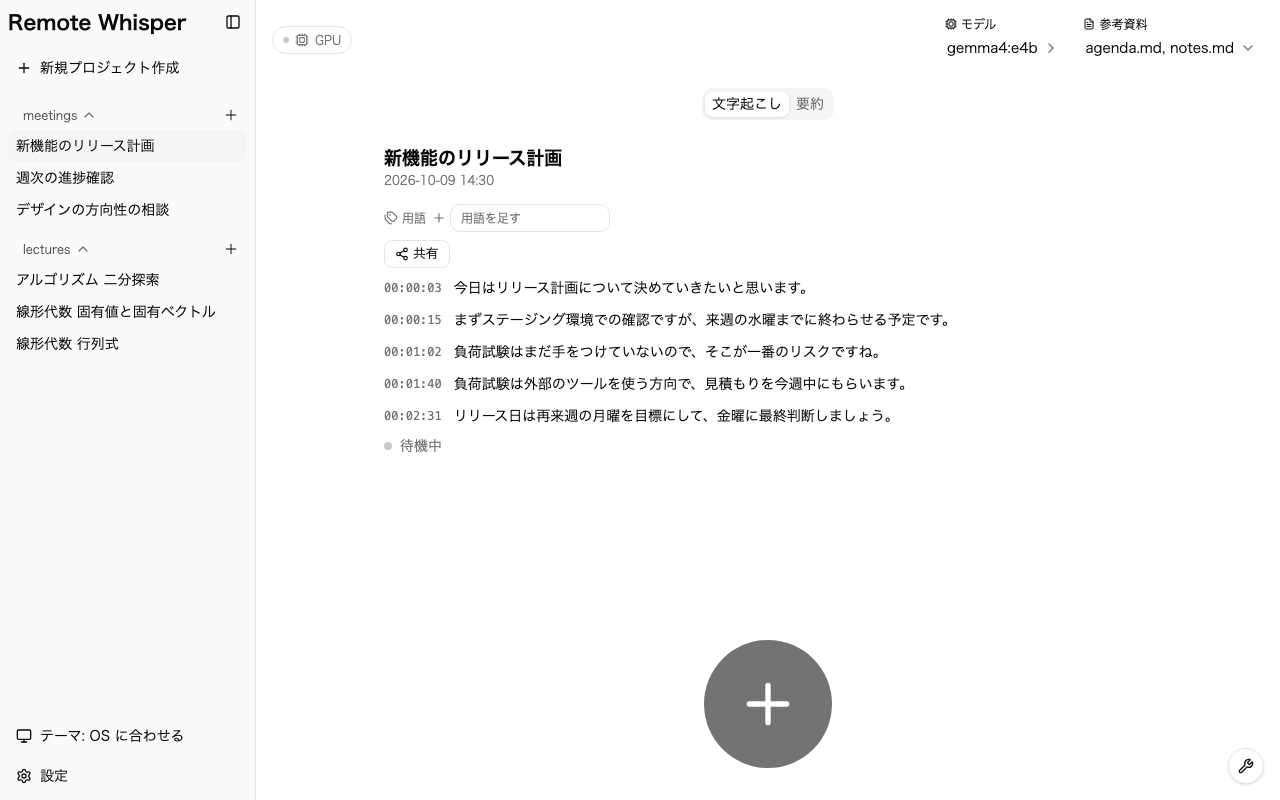 Remote Whisper
新規プロジェクト作成
meetings
新機能のリリース計画
週次の進捗確認
デザインの方向性の相談
lectures
アルゴリズム 二分探索
線形代数 固有値と固有ベクトル
線形代数 行列式
テーマ: OS に合わせる
設定
GPU
モデル
gemma4:e4b
参考資料
agenda.md, notes.md
文字起こし 要約
新機能のリリース計画
2026-10-09 14:30
用語 + 用語を足す
共有
00:00:03 今日はリリース計画について決めていきたいと思います。
00:00:15 まずステージング環境での確認ですが、来週の水曜までに終わらせる予定です。
00:01:02 負荷試験はまだ手をつけていないので、そこが一番のリスクですね。
00:01:40 負荷試験は外部のツールを使う方向で、見積もりを今週中にもらいます。
00:02:31 リリース日は再来週の月曜を目標にして、金曜に最終判断しましょう。
待機中